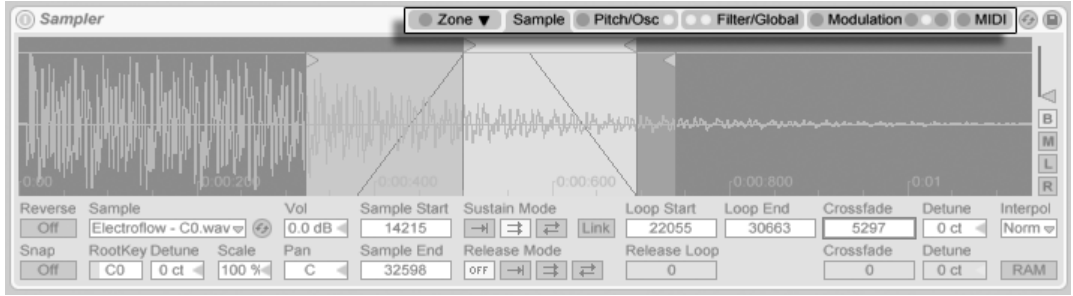 Sampler Zone Sample Pitch/Osc Filter/Global Modulation MIDI
B
M
L
R
0:00 0:00:200 0:00:400 0:00:600 0:00:800 0:01
Reverse Sample Vol Sample Start Sustain Mode Loop Start Loop End Crossfade Detune Interpol
Off Electroflow - C0.wav 0.0 dB 14215 Link 22055 30663 5297 0 ct Norm
Snap RootKey Detune Scale Pan Sample End Release Mode Release Loop Crossfade Detune
Off C0 0 ct 100 % C 32598 OFF 0 0 0 ct RAM